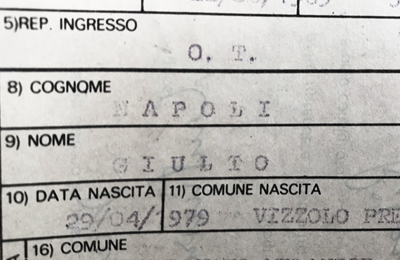 5)REP. INGRESSO
O. T.
8) COGNOME
NAPOLI
9) NOME
GIULIO
10) DATA NASCITA 11) COMUNE NASCITA
29/04/1979 VIZZOLO PRE
16) COMUNE